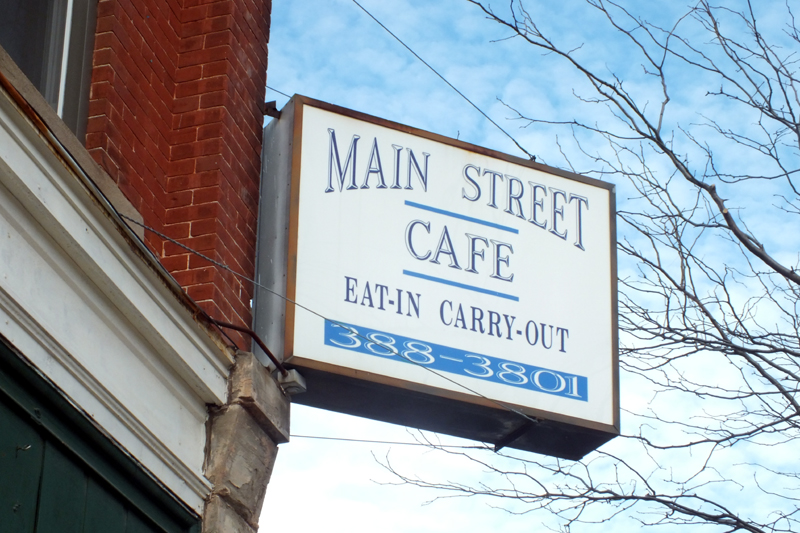 MAIN STREET
CAFE
EAT-IN CARRY-OUT
388-3801